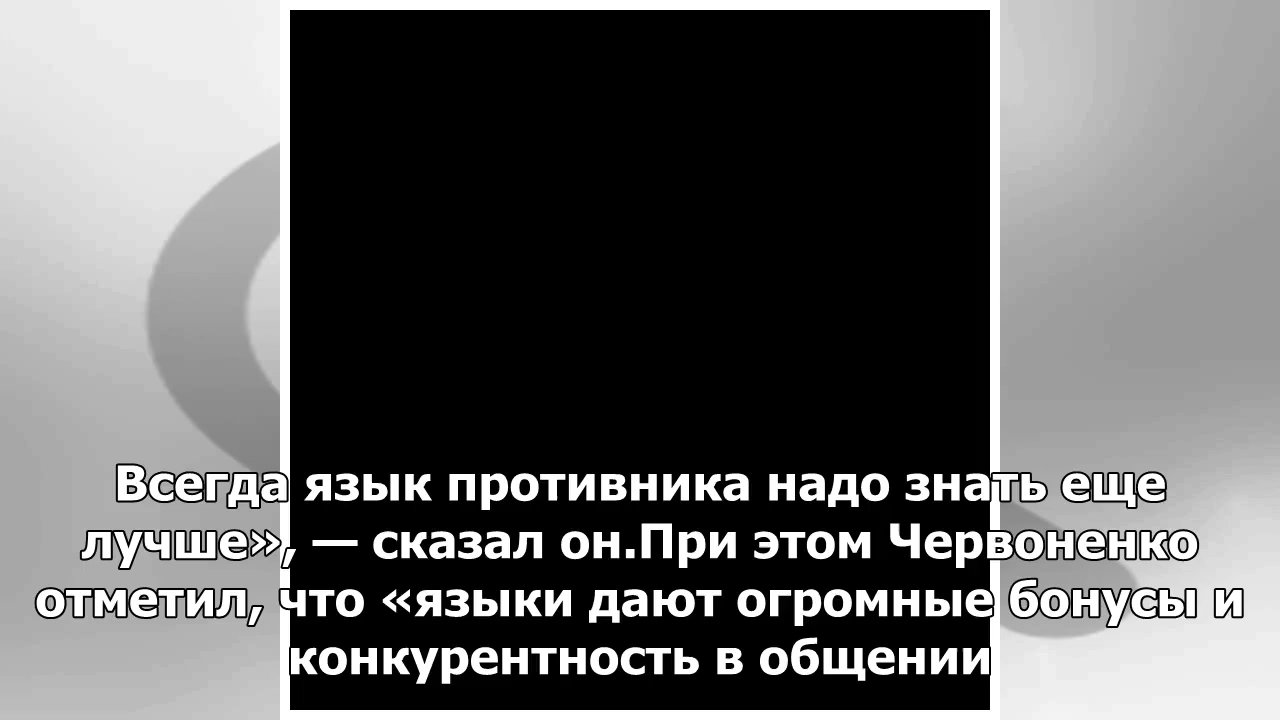 Всегда язык противника надо знать еще
лучше», — сказал он.При этом Червоненко
отметил, что «языки дают огромные бонусы и
конкурентность в общении